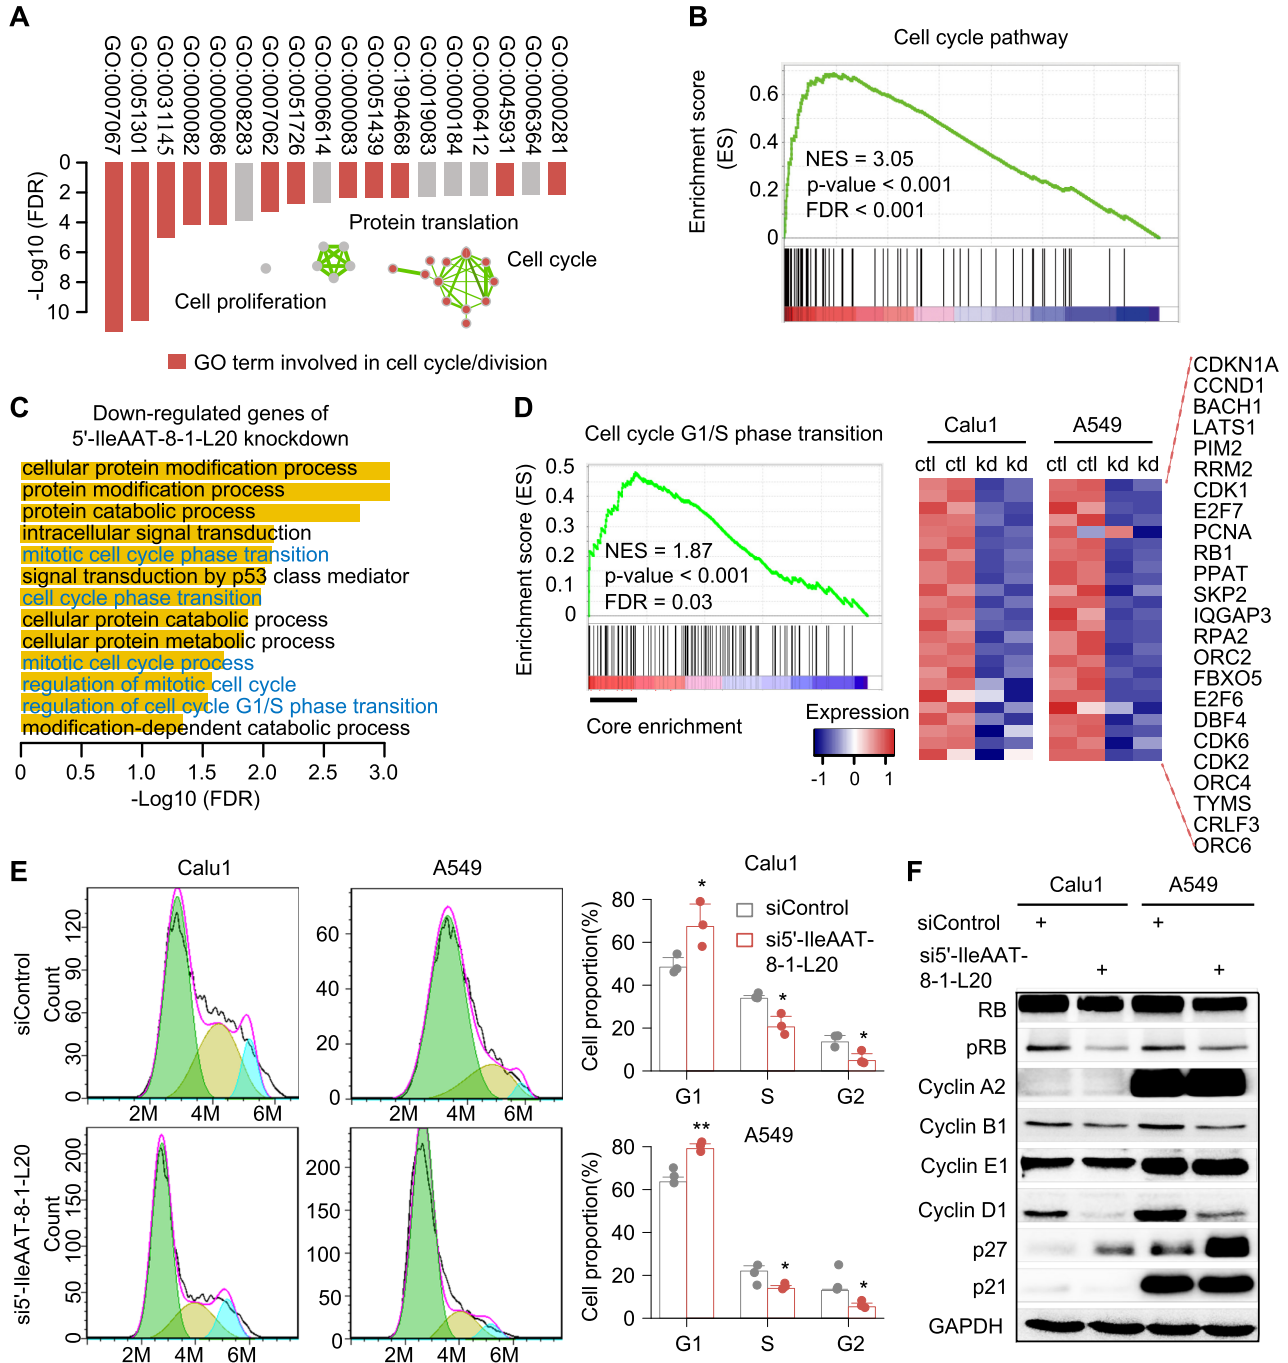 A
GO:0007067
GO:0051301
GO:0031145
GO:0000082
GO:0000086
GO:0008283
GO:0007062
GO:0051726
GO:0006614
GO:0000083
GO:0051439
GO:1904668
GO:0019083
GO:0000184
GO:0006412
GO:0045931
GO:0006364
GO:0000281
-Log10 (FDR)
0
2
4
6
8
10
Protein translation
Cell cycle
Cell proliferation
GO term involved in cell cycle/division
B
Cell cycle pathway
Enrichment score
(ES)
0.6
0.4
0.2
0
NES = 3.05
p-value < 0.001
FDR < 0.001
C
Down-regulated genes of
5'-IleAAT-8-1-L20 knockdown
cellular protein modification process
protein modification process
protein catabolic process
intracellular signal transduction
mitotic cell cycle phase transition
signal transduction by p53 class mediator
cell cycle phase transition
cellular protein catabolic process
cellular protein metabolic process
mitotic cell cycle process
regulation of mitotic cell cycle
regulation of cell cycle G1/S phase transition
modification-dependent catabolic process
0 0.5 1.0 1.5 2.0 2.5 3.0
-Log10 (FDR)
D
Cell cycle G1/S phase transition
Enrichment score (ES)
0.5
0.4
0.3
0.2
0.1
0
NES = 1.87
p-value < 0.001
FDR = 0.03
Core enrichment
Expression
-1 0 1
Calu1 A549
ctl ctl kd kd ctl ctl kd kd
CDKN1A
CCND1
BACH1
LATS1
PIM2
RRM2
CDK1
E2F7
PCNA
RB1
PPAT
SKP2
IQGAP3
RPA2
ORC2
FBXO5
E2F6
DBF4
CDK6
CDK2
ORC4
TYMS
CRLF3
ORC6
E
Calu1
A549
siControl
Count
120
90
60
30
0
2M 4M 6M
60
40
20
0
2M 4M 6M
si5'-IleAAT-8-1-L20
Count
200
150
100
50
0
2M 4M 6M
200
150
100
50
0
2M 4M 6M
Calu1
Cell proportion(%)
80
60
40
20
0
*
*
*
siControl
si5'-IleAAT-
8-1-L20
G1 S G2
A549
Cell proportion(%)
80
60
40
20
0
**
*
*
G1 S G2
F
Calu1 A549
siControl + +
si5'-IleAAT-
8-1-L20 + +
RB
pRB
Cyclin A2
Cyclin B1
Cyclin E1
Cyclin D1
p27
p21
GAPDH